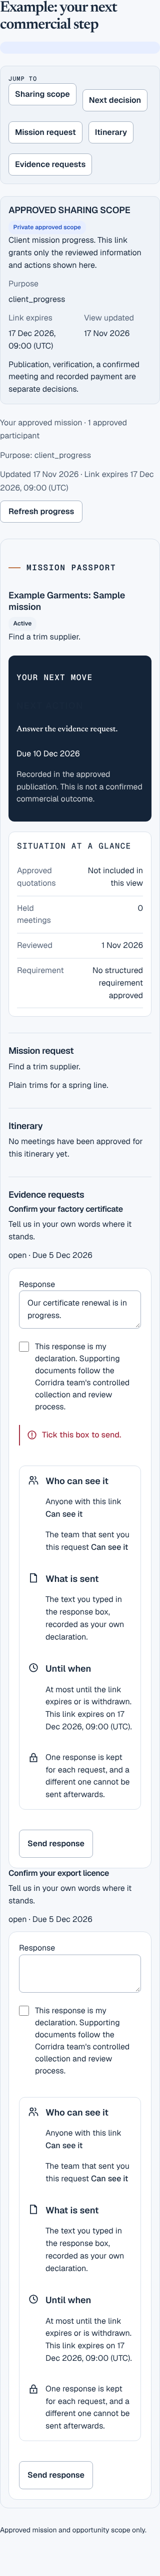 Example: your next
commercial step
JUMP TO
Sharing scope
Next decision
Mission request
Itinerary
Evidence requests
APPROVED SHARING SCOPE
Private approved scope
Client mission progress. This link
grants only the reviewed information
and actions shown here.
Purpose
client_progress
Link expires
View updated
17 Dec 2026,
09:00 (UTC)
17 Nov 2026
Publication, verification, a confirmed
meeting and recorded payment are
separate decisions.
Your approved mission · 1 approved
participant
Purpose: client_progress
Updated 17 Nov 2026 · Link expires 17 Dec
2026, 09:00 (UTC)
Refresh progress
MISSION PASSPORT
Example Garments: Sample
mission
Active
Find a trim supplier.
YOUR NEXT MOVE
Answer the evidence request.
Due 10 Dec 2026
Recorded in the approved
publication. This is not a confirmed
commercial outcome.
SITUATION AT A GLANCE
Approved
quotations
Not included in
this view
Held
meetings
0
Reviewed
1 Nov 2026
Requirement
No structured
requirement
approved
Mission request
Find a trim supplier.
Plain trims for a spring line.
Itinerary
No meetings have been approved for
this itinerary yet.
Evidence requests
Confirm your factory certificate
Tell us in your own words where it
stands.
open · Due 5 Dec 2026
Response
Our certificate renewal is in
progress.
This response is my
declaration. Supporting
documents follow the
Corridra team's controlled
collection and review
process.
Tick this box to send.
Who can see it
Anyone with this link
Can see it
The team that sent you
this request Can see it
What is sent
The text you typed in
the response box,
recorded as your own
declaration.
Until when
At most until the link
expires or is withdrawn.
This link expires on 17
Dec 2026, 09:00 (UTC).
One response is kept
for each request, and a
different one cannot be
sent afterwards.
Send response
Confirm your export licence
Tell us in your own words where it
stands.
open · Due 5 Dec 2026
Response
This response is my
declaration. Supporting
documents follow the
Corridra team's controlled
collection and review
process.
Who can see it
Anyone with this link
Can see it
The team that sent you
this request Can see it
What is sent
The text you typed in
the response box,
recorded as your own
declaration.
Until when
At most until the link
expires or is withdrawn.
This link expires on 17
Dec 2026, 09:00 (UTC).
One response is kept
for each request, and a
different one cannot be
sent afterwards.
Send response
Approved mission and opportunity scope only.